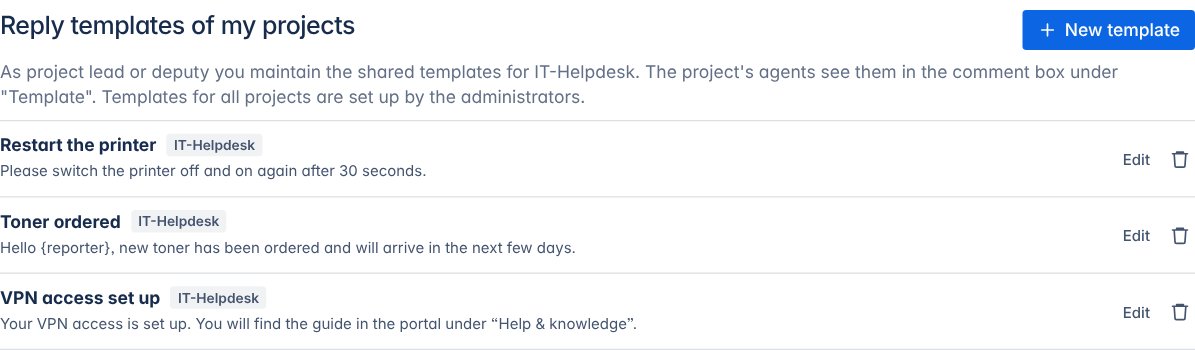 Reply templates of my projects
+ New template
As project lead or deputy you maintain the shared templates for IT-Helpdesk. The project's agents see them in the comment box under
"Template". Templates for all projects are set up by the administrators.
Restart the printer IT-Helpdesk
Please switch the printer off and on again after 30 seconds.
Edit
Toner ordered IT-Helpdesk
Hello {reporter}, new toner has been ordered and will arrive in the next few days.
Edit
VPN access set up IT-Helpdesk
Your VPN access is set up. You will find the guide in the portal under “Help & knowledge”.
Edit